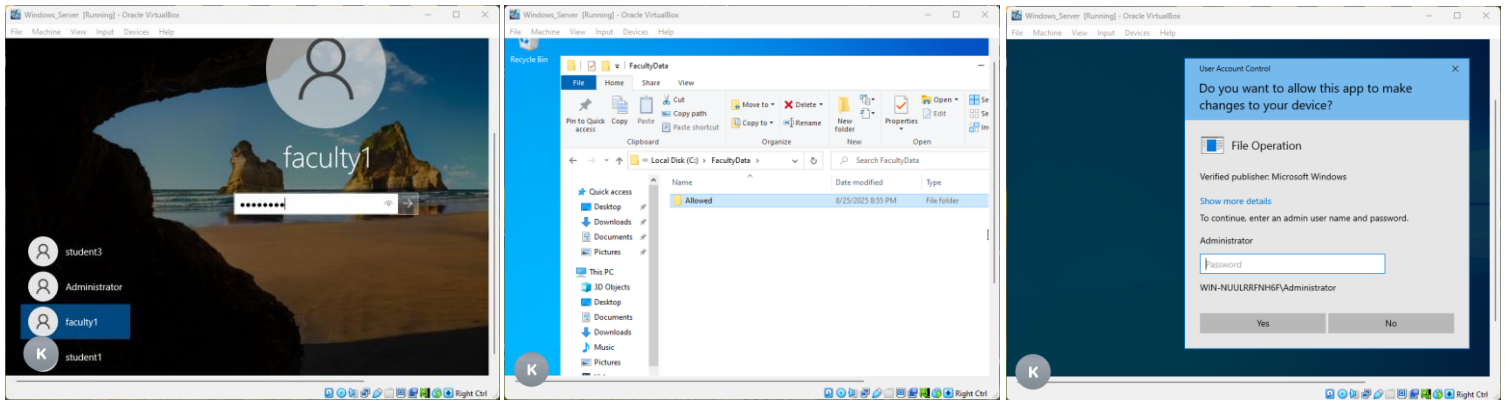 Windows_Server [Running] - Oracle VirtualBox
File Machine View Input Devices Help
faculty1
student3
Administrator
faculty1
K
student1
Right Ctrl
Windows_Server [Running] - Oracle VirtualBox
File Machine View Input Devices Help
Recycle Bin
FacultyData
File Home Share View
Pin to Quick access
Copy
Paste
Cut
Copy path
Paste shortcut
Clipboard
Move to
Copy to
Delete
Rename
Organize
New folder
New
Properties
Open
Edit
Open
Se
Se
« Local Disk (C:) > FacultyData >
Search FacultyData
Name Date modified Type
Allowed 8/25/2025 8:55 PM File folder
Quick access
Desktop
Downloads
Documents
Pictures
This PC
3D Objects
Desktop
Documents
Downloads
Music
Pictures
K
Right Ctrl
Windows_Server [Running] - Oracle VirtualBox
File Machine View Input Devices Help
User Account Control
Do you want to allow this app to make
changes to your device?
File Operation
Verified publisher: Microsoft Windows
Show more details
To continue, enter an admin user name and password.
Administrator
Password
WIN-NUULRRFNH6F\Administrator
Yes No
K
Right Ctrl